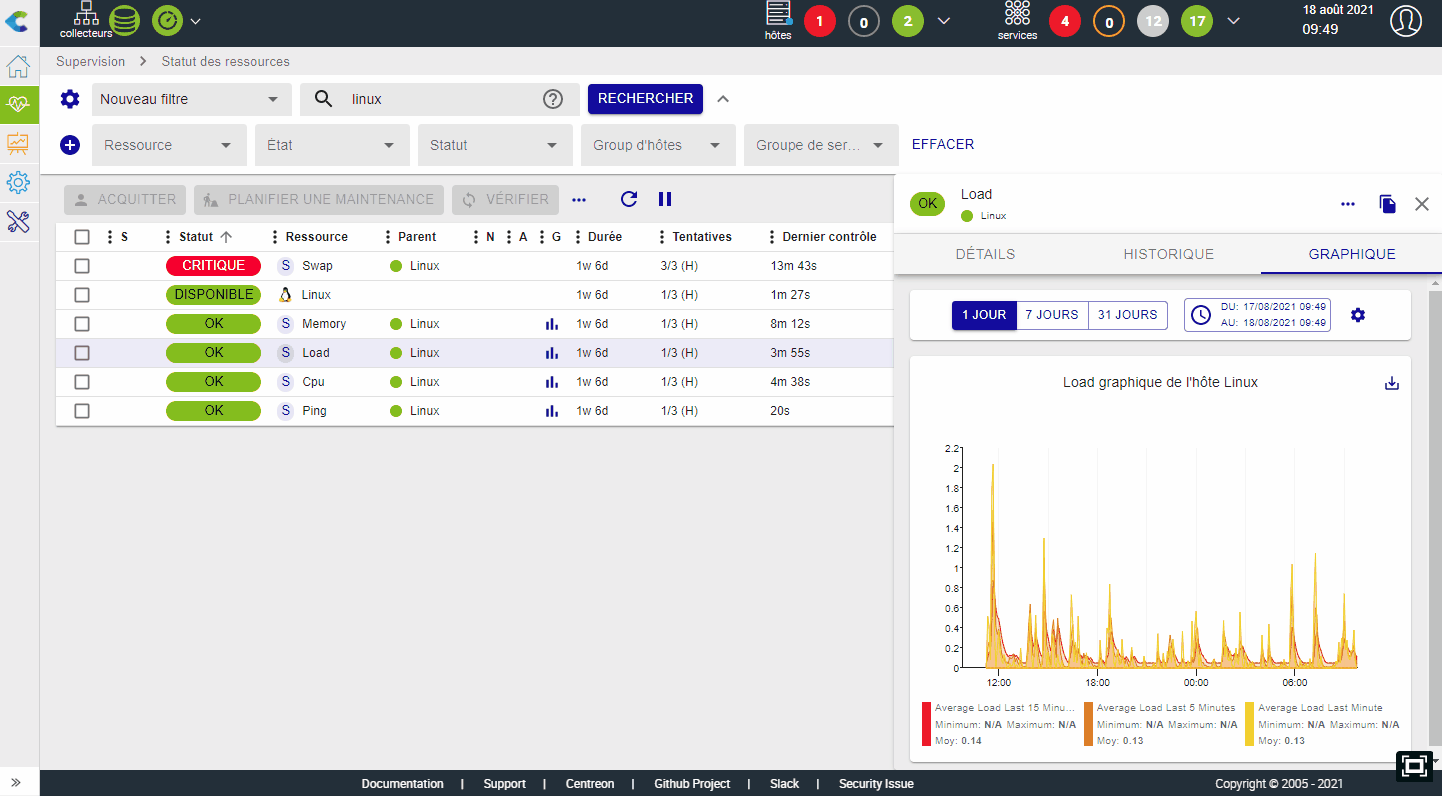 collecteurs
hôtes
1 0 2
services
4 0 12 17
18 août 2021
09:49
Supervision > Statut des ressources
Nouveau filtre
linux
?
RECHERCHER
Ressource
État
Statut
Group d'hôtes
Groupe de ser...
EFFACER
ACQUITTER
PLANIFIER UNE MAINTENANCE
VÉRIFIER
S Statut Ressource Parent N A G Durée Tentatives Dernier contrôle
CRITIQUE S Swap Linux 1w 6d 3/3 (H) 13m 43s
DISPONIBLE Linux 1w 6d 1/3 (H) 1m 27s
OK S Memory Linux 1w 6d 1/3 (H) 8m 12s
OK S Load Linux 1w 6d 1/3 (H) 3m 55s
OK S Cpu Linux 1w 6d 1/3 (H) 4m 38s
OK S Ping Linux 1w 6d 1/3 (H) 20s
OK
Load
Linux
DÉTAILS
HISTORIQUE
GRAPHIQUE
1 JOUR
7 JOURS
31 JOURS
DU: 17/08/2021 09:49
AU: 18/08/2021 09:49
Load graphique de l'hôte Linux
2.2
2
1.8
1.6
1.4
1.2
1
0.8
0.6
0.4
0.2
0
12:00 18:00 00:00 06:00
Average Load Last 15 Minu...
Minimum: N/A Maximum: N/A
Moy: 0.14
Average Load Last 5 Minutes
Minimum: N/A Maximum: N/A
Moy: 0.13
Average Load Last Minute
Minimum: N/A Maximum: N/A
Moy: 0.13
Documentation | Support | Centreon | Github Project | Slack | Security Issue
Copyright © 2005 - 2021